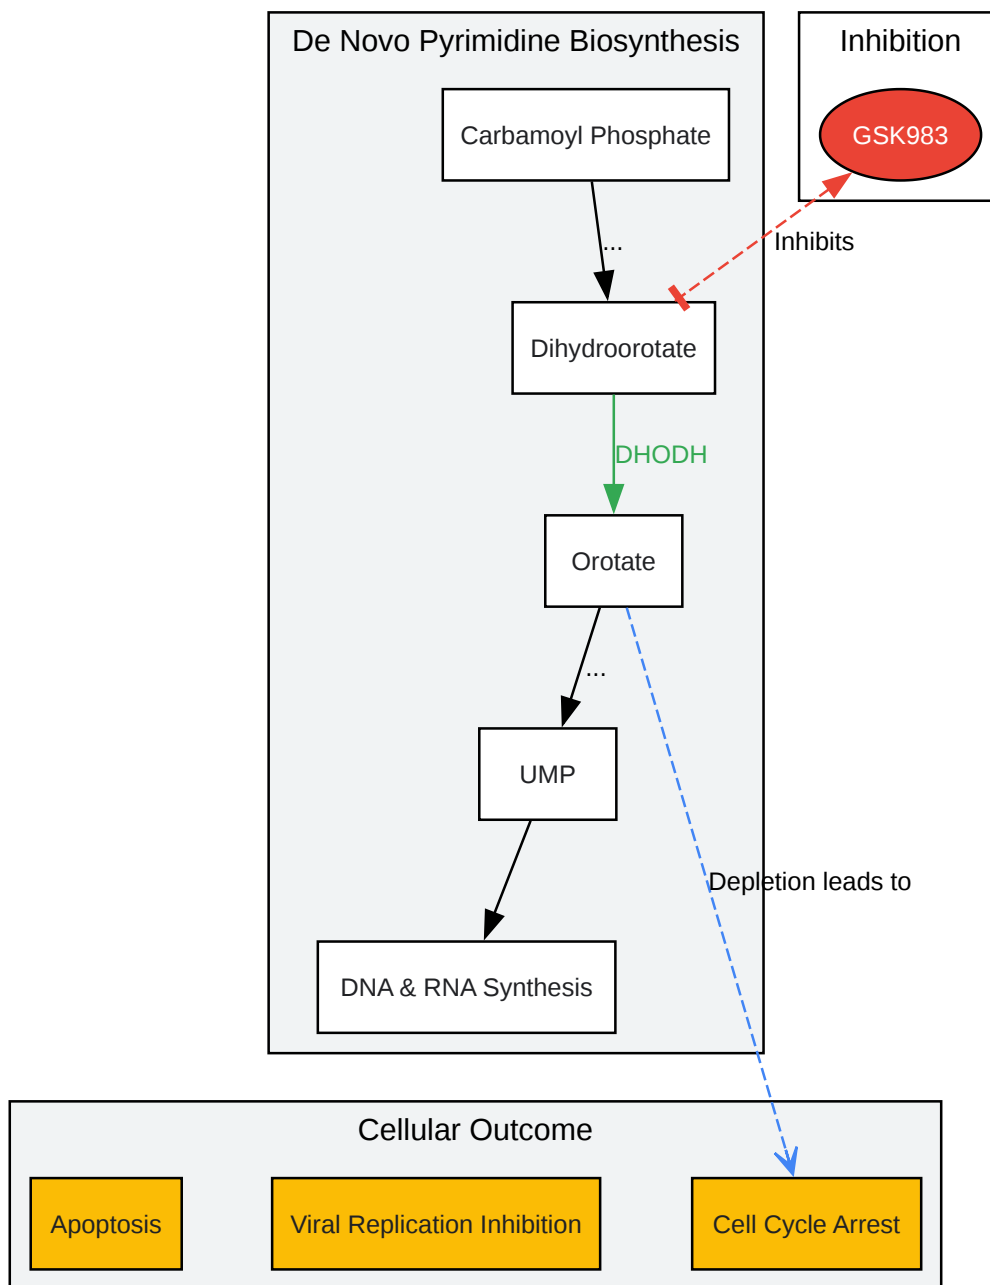 De Novo Pyrimidine Biosynthesis
Inhibition
Carbamoyl Phosphate
GSK983
...
Inhibits
Dihydroorotate
DHODH
Orotate
...
UMP
Depletion leads to
DNA & RNA Synthesis
Cellular Outcome
Apoptosis
Viral Replication Inhibition
Cell Cycle Arrest